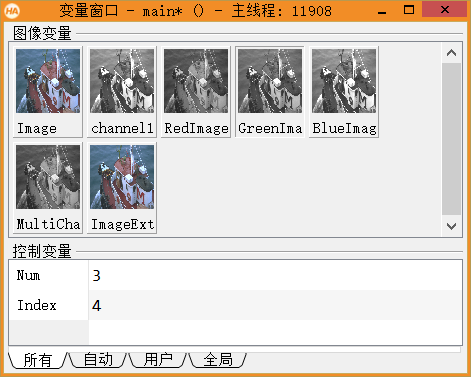 HA 变量窗口 - main* () - 主线程: 11908
图像变量
Image channel1 RedImage GreenIma BlueImag
MultiCha ImageExt
控制变量
Num 3
Index 4
所有 自动 用户 全局